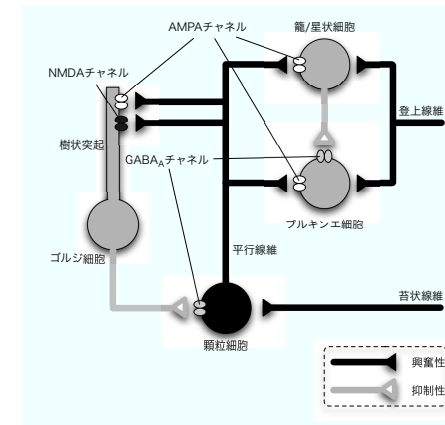 AMPAチャネル
籠/星状細胞
NMDAチャネル
登上線維
樹状突起
GABAAチャネル
プルキンエ細胞
平行線維
ゴルジ細胞
苔状線維
顆粒細胞
興奮性
抑制性